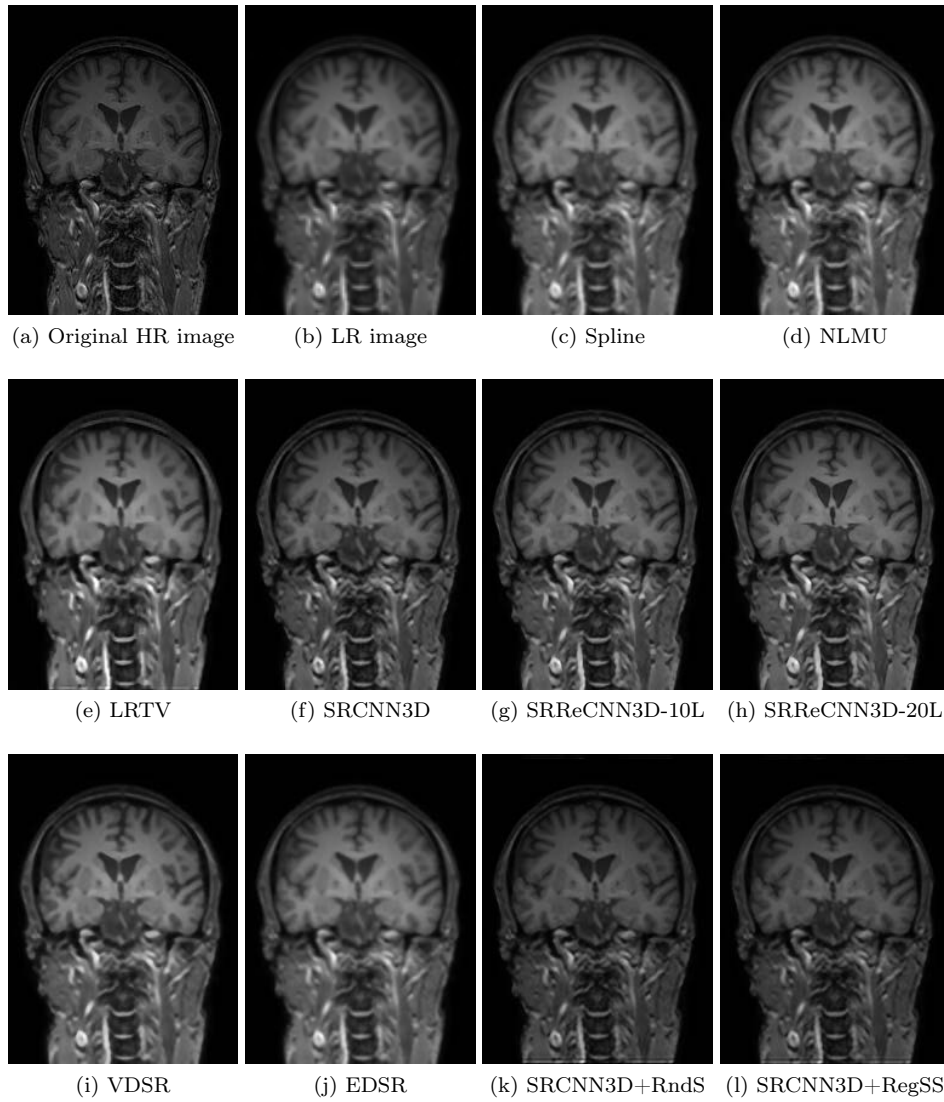 (a) Original HR image
(b) LR image
(c) Spline
(d) NLMU
(e) LRTV
(f) SRCNN3D
(g) SRReCNN3D-10L
(h) SRReCNN3D-20L
(i) VDSR
(j) EDSR
(k) SRCNN3D+RndS
(l) SRCNN3D+RegSS